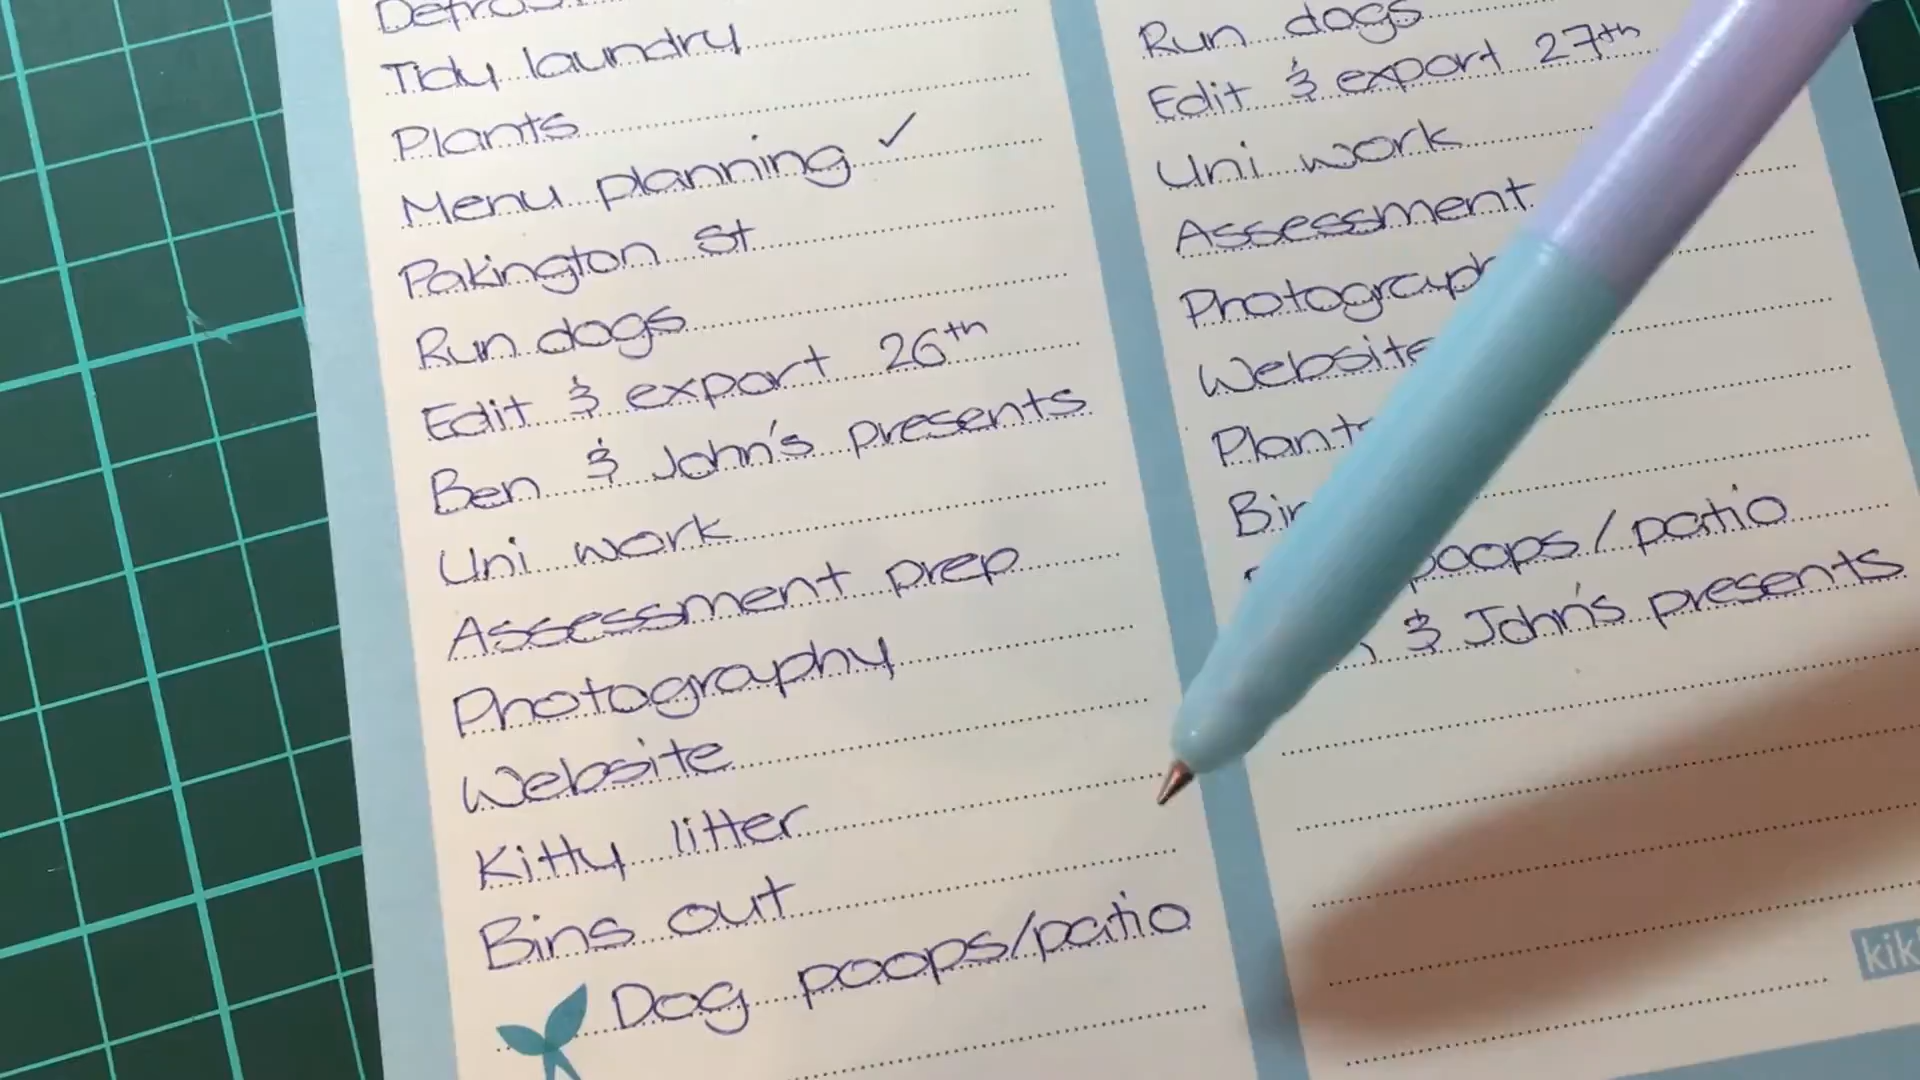 Tidy laundry
Plants
Menu planning ✓
Pakington St
Run dogs
Edit & export 26th
Ben & John's presents
Uni work
Assessment prep
Photography
Website
Kitty litter
Bins out
Dog poops/patio
Run dogs
Edit & export 27th
Uni work
Assessment
Website
poops / patio
& John's presents